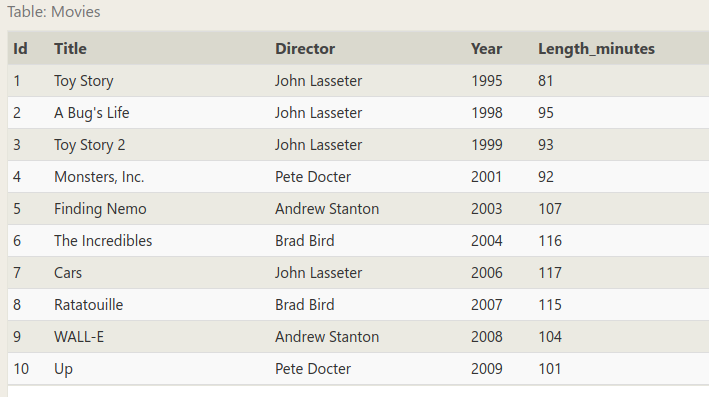 Table: Movies
Id Title Director Year Length_minutes
1 Toy Story John Lasseter 1995 81
2 A Bug's Life John Lasseter 1998 95
3 Toy Story 2 John Lasseter 1999 93
4 Monsters, Inc. Pete Docter 2001 92
5 Finding Nemo Andrew Stanton 2003 107
6 The Incredibles Brad Bird 2004 116
7 Cars John Lasseter 2006 117
8 Ratatouille Brad Bird 2007 115
9 WALL-E Andrew Stanton 2008 104
10 Up Pete Docter 2009 101